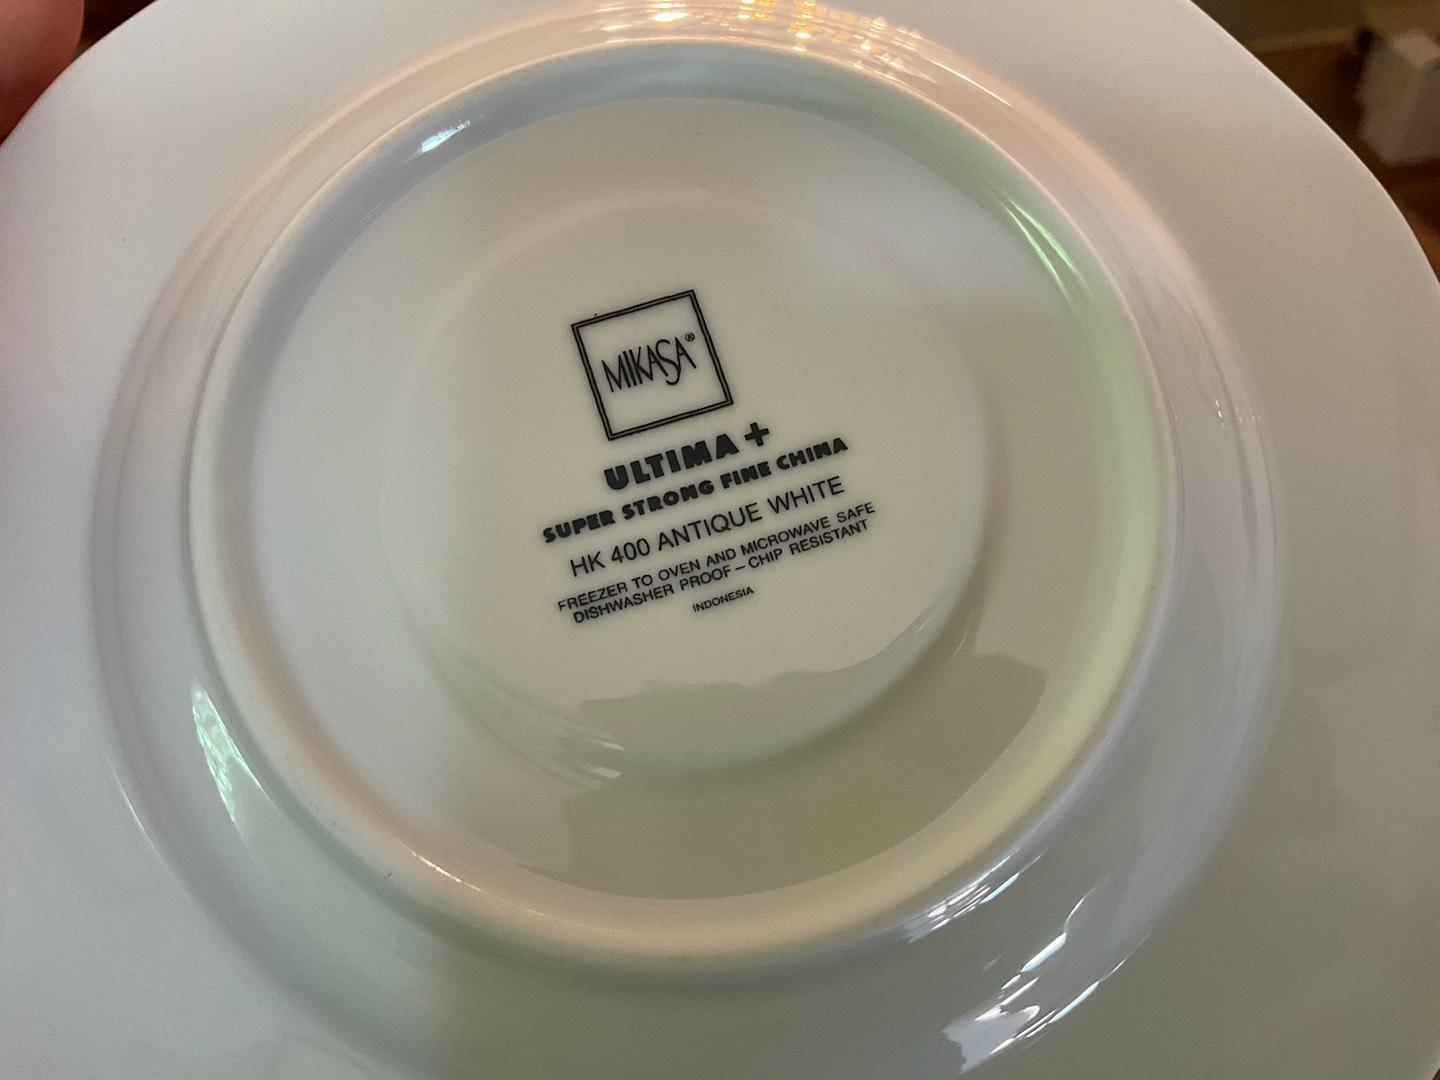 MIKASA®
ULTIMA +
SUPER STRONG FINE CHINA
HK 400 ANTIQUE WHITE
FREEZER TO OVEN AND MICROWAVE SAFE
DISHWASHER PROOF – CHIP RESISTANT
INDONESIA